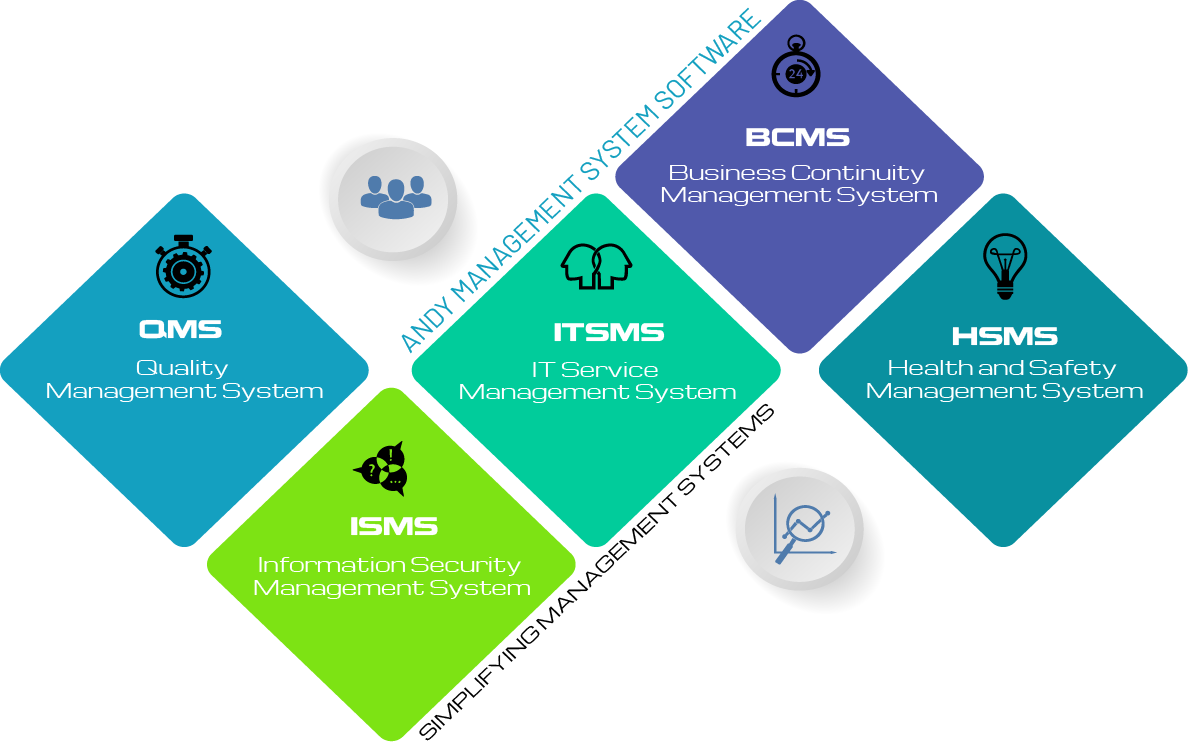 ANDY MANAGEMENT SYSTEM SOFTWARE
24
BCMS
Business Continuity
Management System
QMS
Quality
Management System
ITSMS
IT Service
Management System
HSMS
Health and Safety
Management System
?
!
...
ISMS
Information Security
Management System
SIMPLIFYING MANAGEMENT SYSTEMS